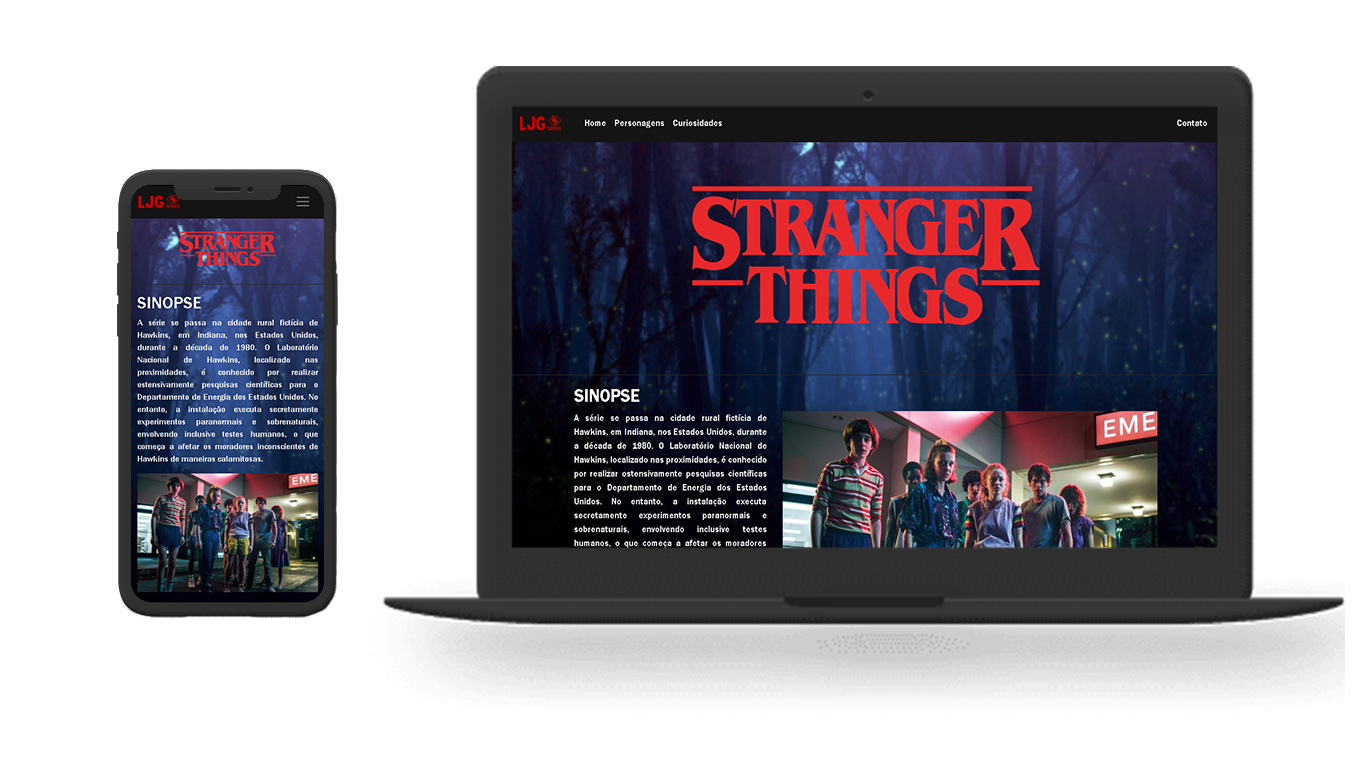 LJG
STRANGER
THINGS
SINOPSE
A série se passa na cidade rural fictícia de
Hawkins, em Indiana, nos Estados Unidos,
durante a década de 1980. O Laboratório
Nacional de Hawkins, localizado nas
proximidades, é conhecido por realizar
ostensivamente pesquisas científicas para o
Departamento de Energia dos Estados Unidos. No
entanto, a instalação executa secretamente
experimentos paranormais e sobrenaturais,
envolvendo inclusive testes humanos, o que
começa a afetar os moradores inconscientes de
Hawkins de maneiras calamitosas.
EME
LJG SÉRIES Home Personagens Curiosidades Contato
STRANGER
THINGS
SINOPSE
A série se passa na cidade rural fictícia de
Hawkins, em Indiana, nos Estados Unidos, durante
a década de 1980. O Laboratório Nacional de
Hawkins, localizado nas proximidades, é conhecido
por realizar ostensivamente pesquisas científicas
para o Departamento de Energia dos Estados
Unidos. No entanto, a instalação executa
secretamente experimentos paranormais e
sobrenaturais, envolvendo inclusive testes
humanos, o que começa a afetar os moradores
EME